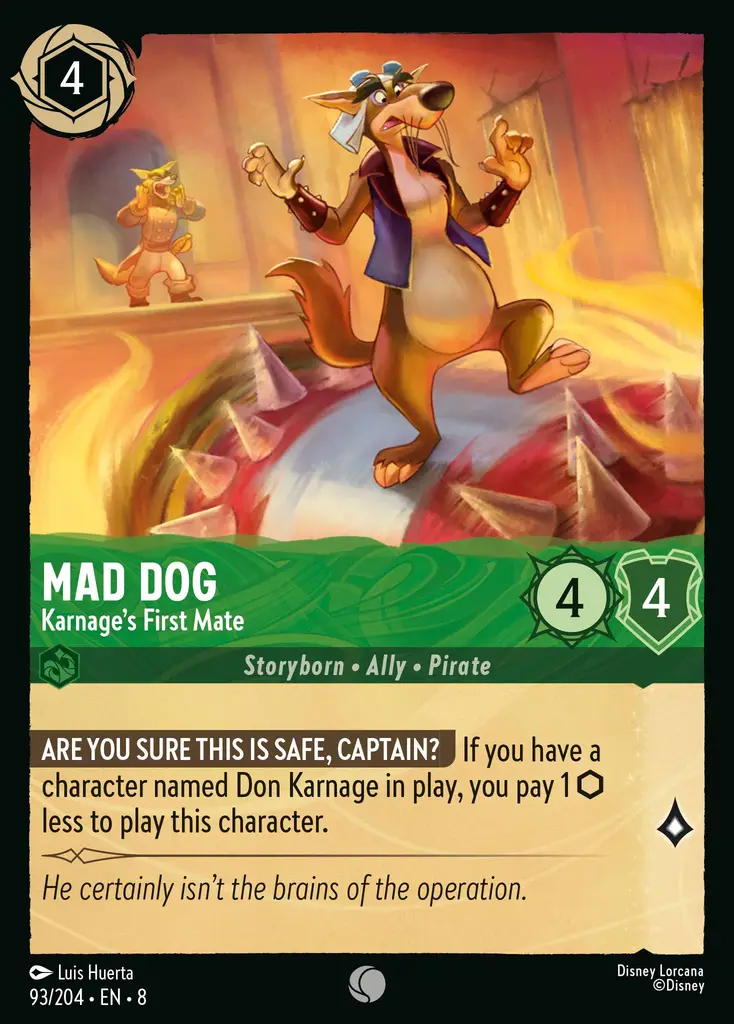 4
MAD DOG
Karnage's First Mate
4
4
Storyborn • Ally • Pirate
ARE YOU SURE THIS IS SAFE, CAPTAIN? If you have a
character named Don Karnage in play, you pay 1 ⬡
less to play this character.
He certainly isn't the brains of the operation.
Luis Huerta
93/204 • EN • 8
Disney Lorcana
©Disney